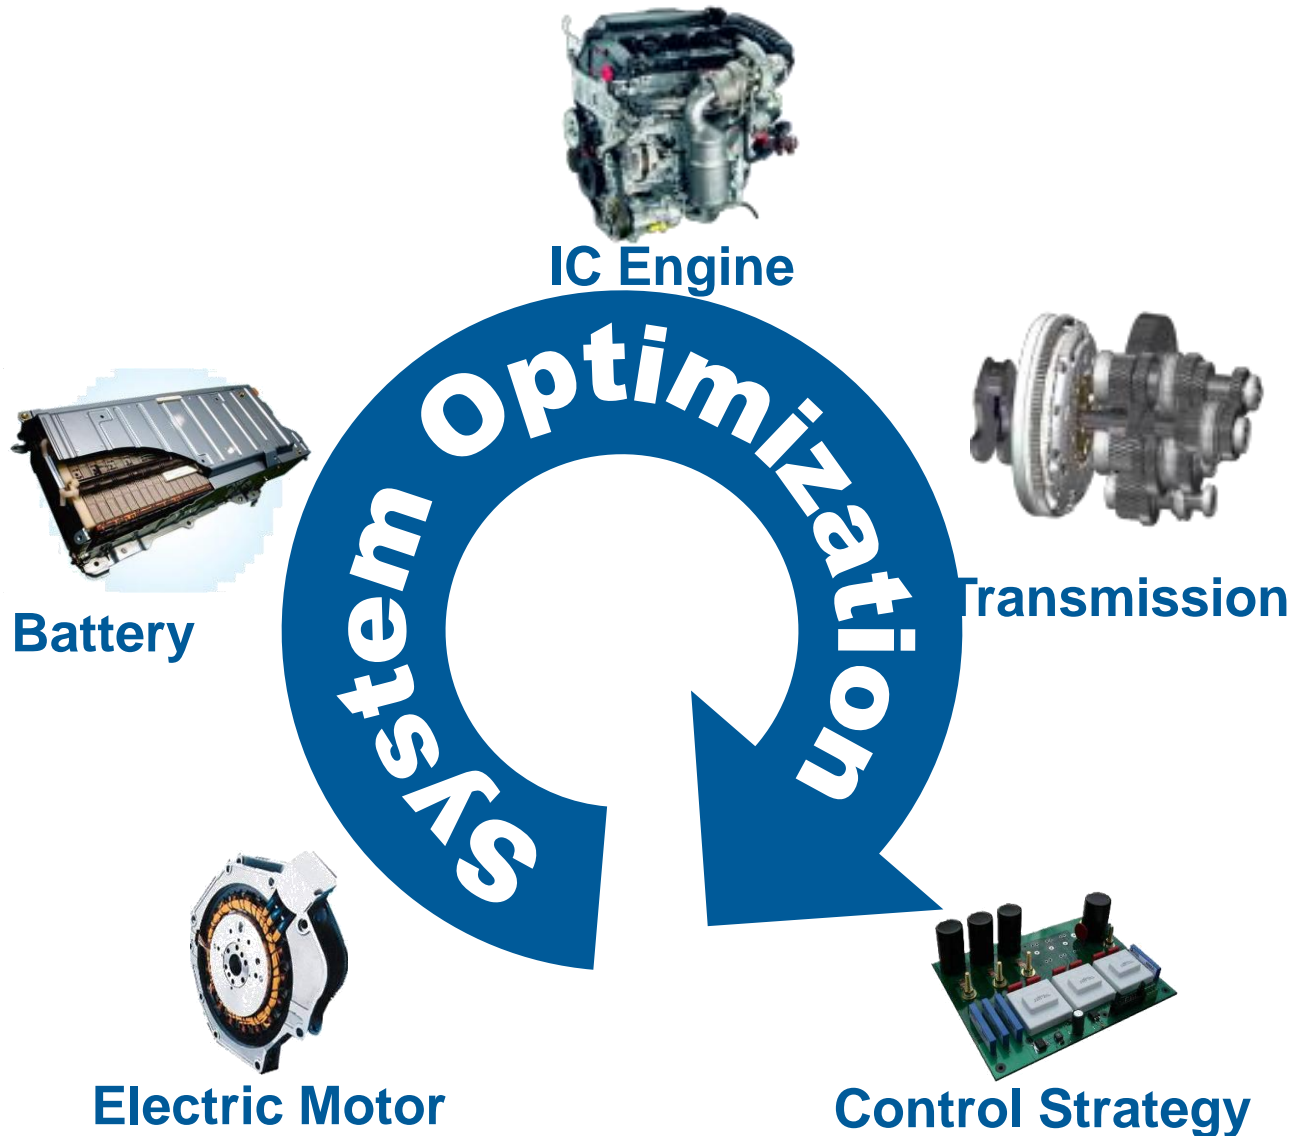 IC Engine
System Optimization
Transmission
Battery
Electric Motor
Control Strategy